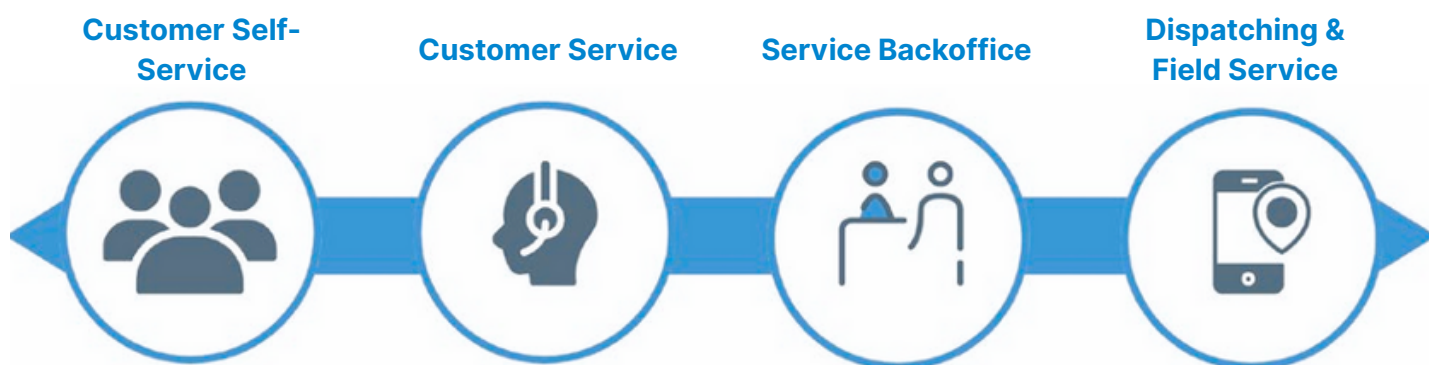 Customer Self-
Service
Customer Service
Service Backoffice
Dispatching &
Field Service